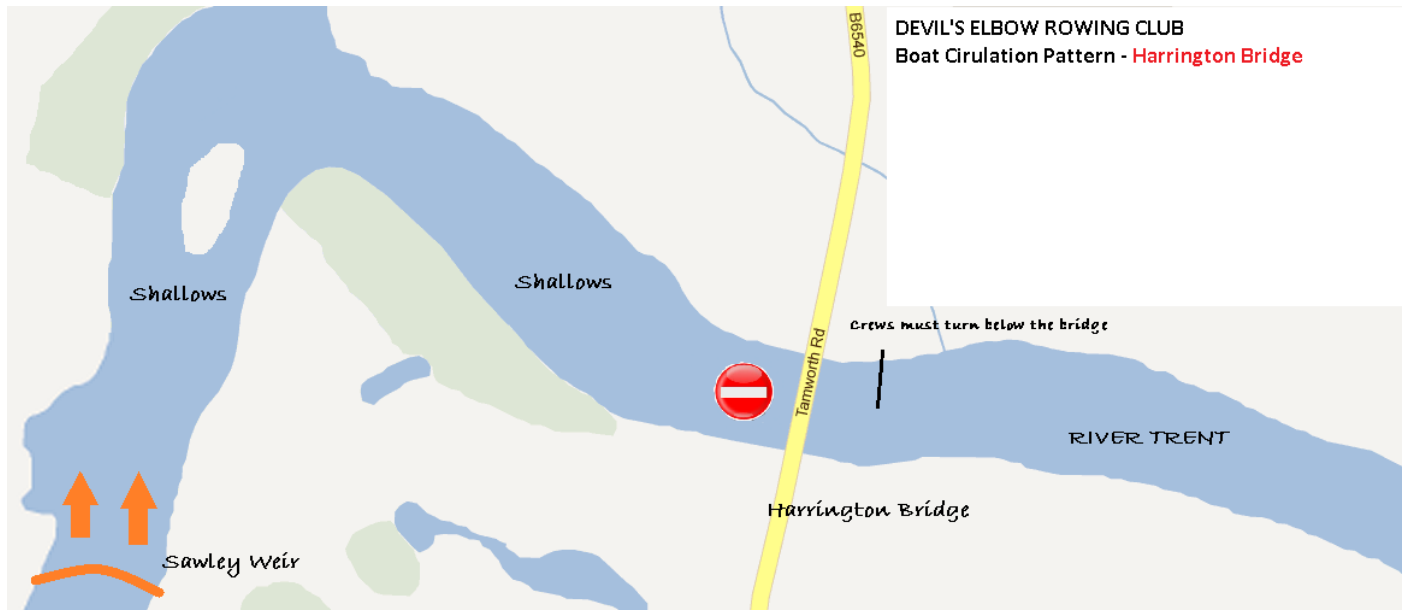 DEVIL'S ELBOW ROWING CLUB
Boat Cirulation Pattern - Harrington Bridge
B6540
Shallows
Shallows
Crews must turn below the bridge
Tamworth Rd
RIVER TRENT
Harrington Bridge
Sawley Weir